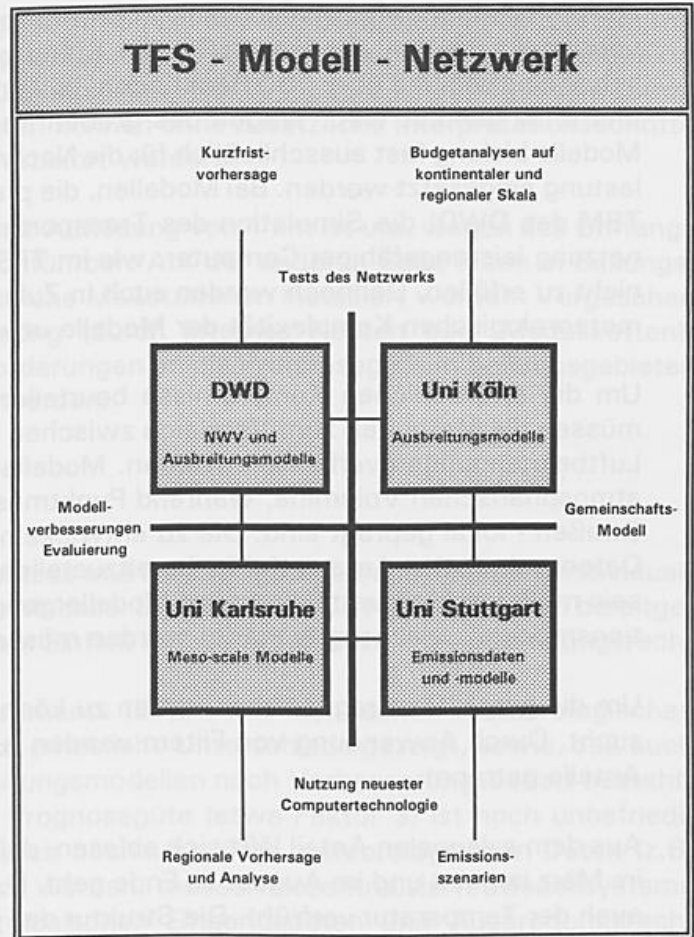 TFS - Modell - Netzwerk
Kurzfrist-
vorhersage
Budgetanalysen auf
kontinentaler und
regionaler Skala
Tests des Netzwerks
DWD
NWV und
Ausbreitungsmodelle
Uni Köln
Ausbreitungsmodelle
Modell-
verbesserungen
Evaluierung
Gemeinschafts-
Modell
Uni Karlsruhe
Meso-scale Modelle
Uni Stuttgart
Emissionsdaten
und -modelle
Nutzung neuester
Computertechnologie
Regionale Vorhersage
und Analyse
Emissions-
szenarien